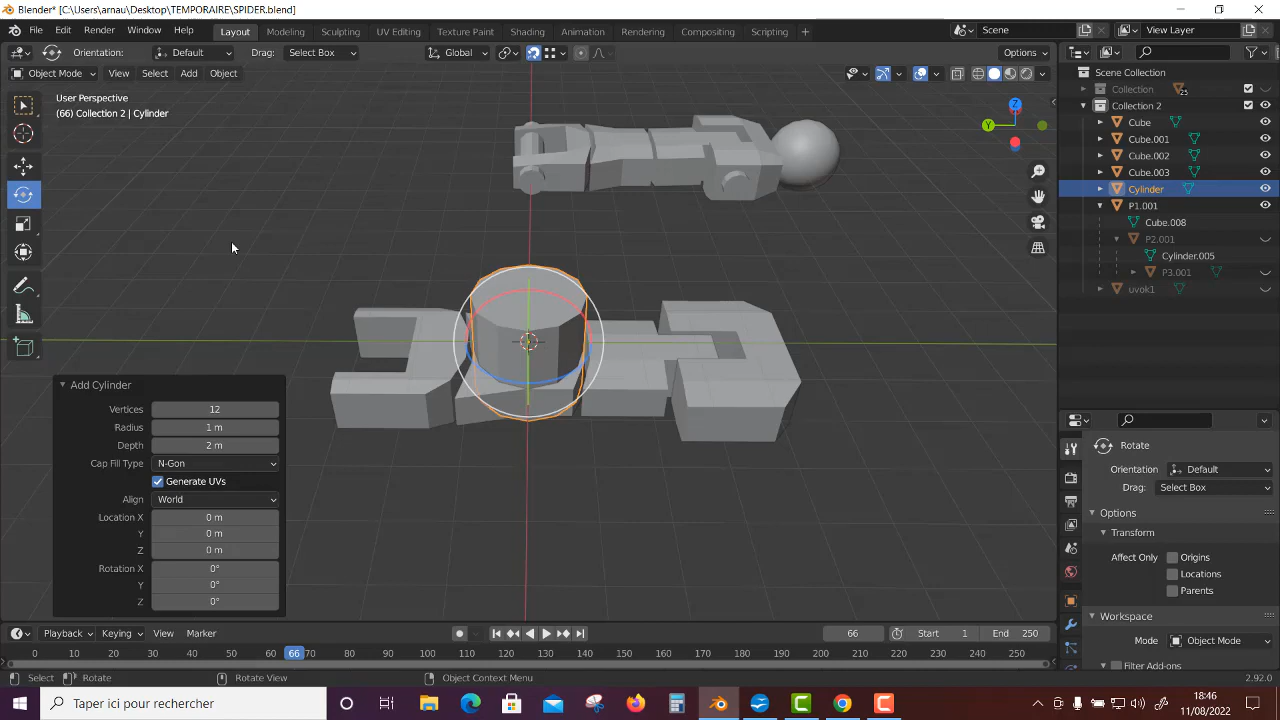 Blender* [C:\Users\arnau\Desktop\TEMPORAIRE\SPIDER.blend]
File Edit Render Window Help Layout Modeling Sculpting UV Editing Texture Paint Shading Animation Rendering Compositing Scripting + Scene View Layer
Orientation: Default Drag: Select Box Global Options
Object Mode View Select Add Object
User Perspective
(66) Collection 2 | Cylinder
Z
Y
Scene Collection
Collection 25
Collection 2
Cube
Cube.001
Cube.002
Cube.003
Cylinder
P1.001
Cube.008
P2.001
Cylinder.005
P3.001
uvok1
Add Cylinder
Vertices 12
Radius 1 m
Depth 2 m
Cap Fill Type N-Gon
Generate UVs
Align World
Location X 0 m
Y 0 m
Z 0 m
Rotation X 0°
Y 0°
Z 0°
Rotate
Orientation Default
Drag: Select Box
Options
Transform
Affect Only Origins
Locations
Parents
Workspace
Mode Object Mode
Filter Add-ons
Playback Keying View Marker 66 Start 1 End 250
0 10 20 30 40 50 60 66 70 80 90 100 110 120 130 140 150 160 170 180 190 200 210 220 230 240 250
Select Rotate Rotate View Object Context Menu 2.92.0
Taperici pour rechercher
18:46
11/08/2022